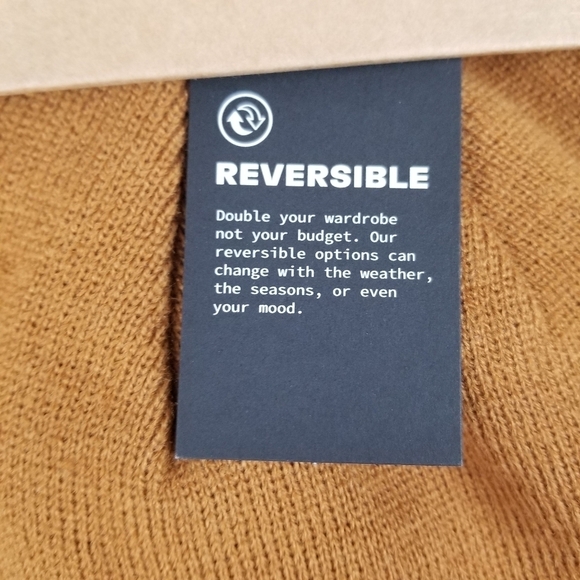 REVERSIBLE
Double your wardrobe
not your budget. Our
reversible options can
change with the weather,
the seasons, or even
your mood.